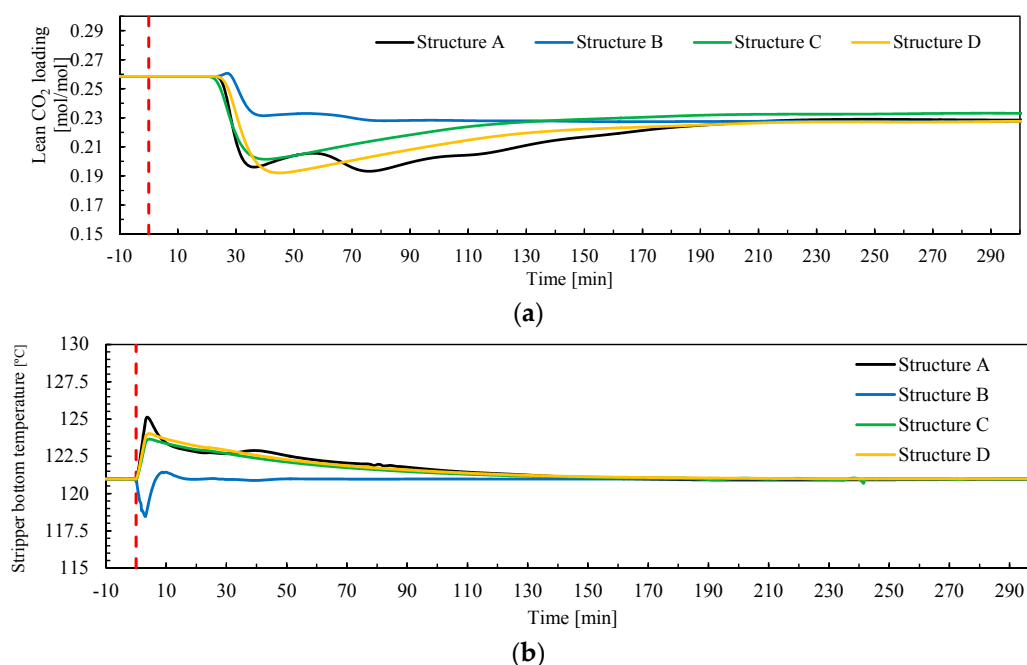 Lean CO2 loading
[mol/mol]
0.29
0.27
0.25
0.23
0.21
0.19
0.17
0.15
Structure A Structure B Structure C Structure D
-10 10 30 50 70 90 110 130 150 170 190 210 230 250 270 290
Time [min]
(a)
Stripper bottom temperature [ºC]
130
127.5
125
122.5
120
117.5
115
Structure A
Structure B
Structure C
Structure D
-10 10 30 50 70 90 110 130 150 170 190 210 230 250 270 290
Time [min]
(b)